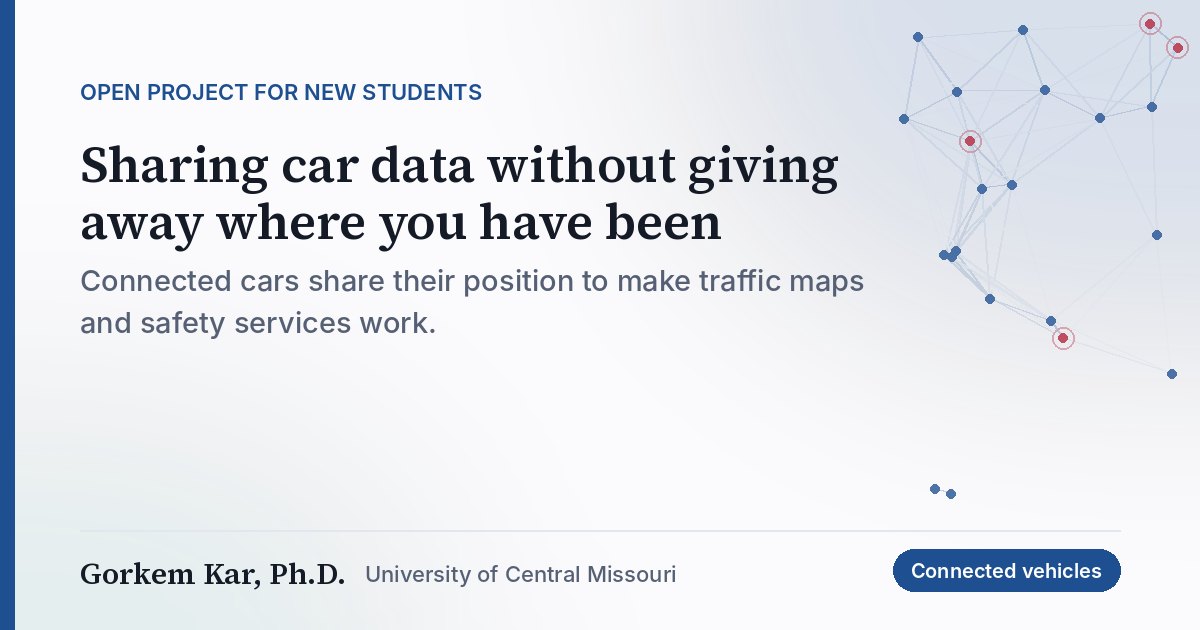 OPEN PROJECT FOR NEW STUDENTS
Sharing car data without giving
away where you have been
Connected cars share their position to make traffic maps
and safety services work.
Gorkem Kar, Ph.D. University of Central Missouri
Connected vehicles